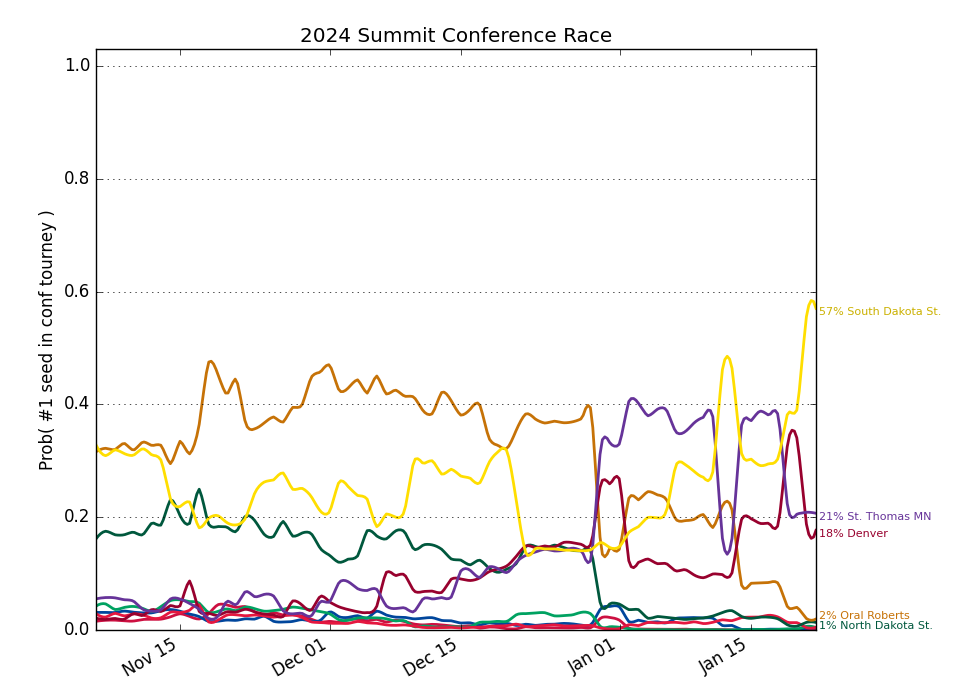 2024 Summit Conference Race
Prob( #1 seed in conf tourney )
1.0
0.8
0.6
0.4
0.2
0.0
57% South Dakota St.
21% St. Thomas MN
18% Denver
2% Oral Roberts
1% North Dakota St.
Nov 15
Dec 01
Dec 15
Jan 01
Jan 15